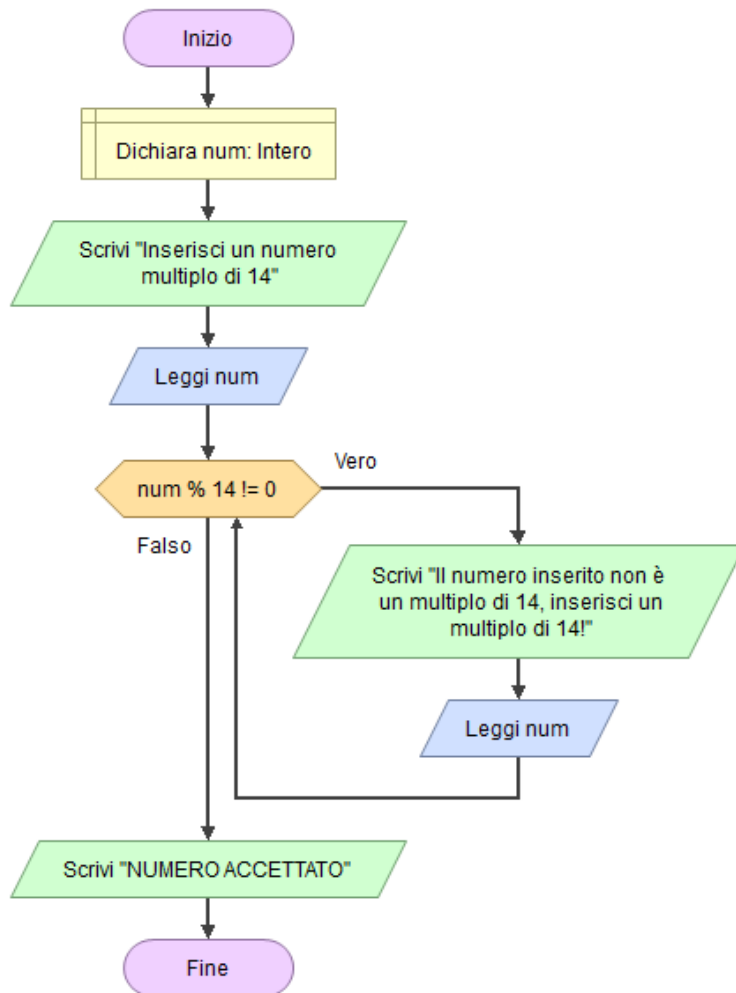 Inizio
Dichiara num: Intero
Scrivi "Inserisci un numero
multiplo di 14"
Leggi num
num % 14 != 0
Vero
Falso
Scrivi "Il numero inserito non è
un multiplo di 14, inserisci un
multiplo di 14!"
Leggi num
Scrivi "NUMERO ACCETTATO"
Fine